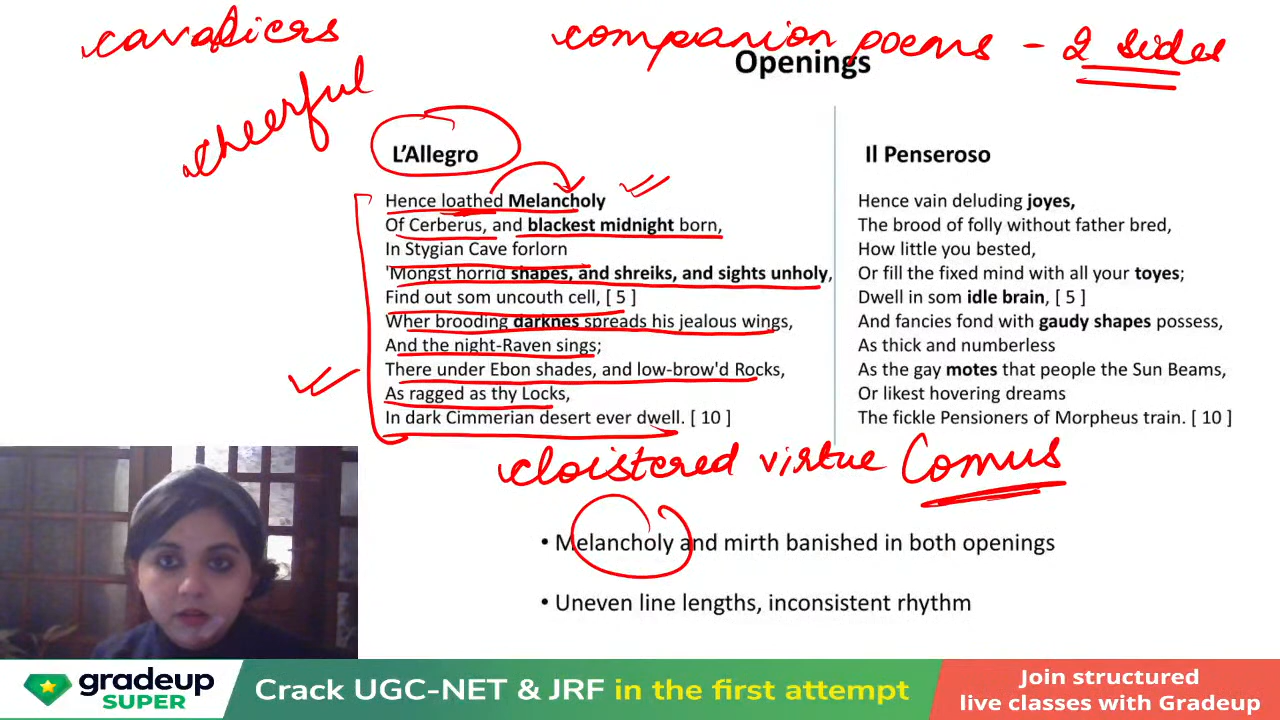 cavaliers
companion poems - 2 sides
Openings
cheerful
L'Allegro
Hence loathed Melancholy
Of Cerberus, and blackest midnight born,
In Stygian Cave forlorn
'Mongst horrid shapes, and shreiks, and sights unholy,
Find out som uncouth cell, [ 5 ]
Wher brooding darknes spreads his jealous wings,
And the night-Raven sings;
There under Ebon shades, and low-brow'd Rocks,
As ragged as thy Locks,
In dark Cimmerian desert ever dwell. [ 10 ]
Il Penseroso
Hence vain deluding joyes,
The brood of folly without father bred,
How little you bested,
Or fill the fixed mind with all your toyes;
Dwell in som idle brain, [ 5 ]
And fancies fond with gaudy shapes possess,
As thick and numberless
As the gay motes that people the Sun Beams,
Or likest hovering dreams
The fickle Pensioners of Morpheus train. [ 10 ]
cloistered virtue Comus
• Melancholy and mirth banished in both openings
• Uneven line lengths, inconsistent rhythm
gradeup
SUPER
Crack UGC-NET & JRF in the first attempt
Join structured
live classes with Gradeup